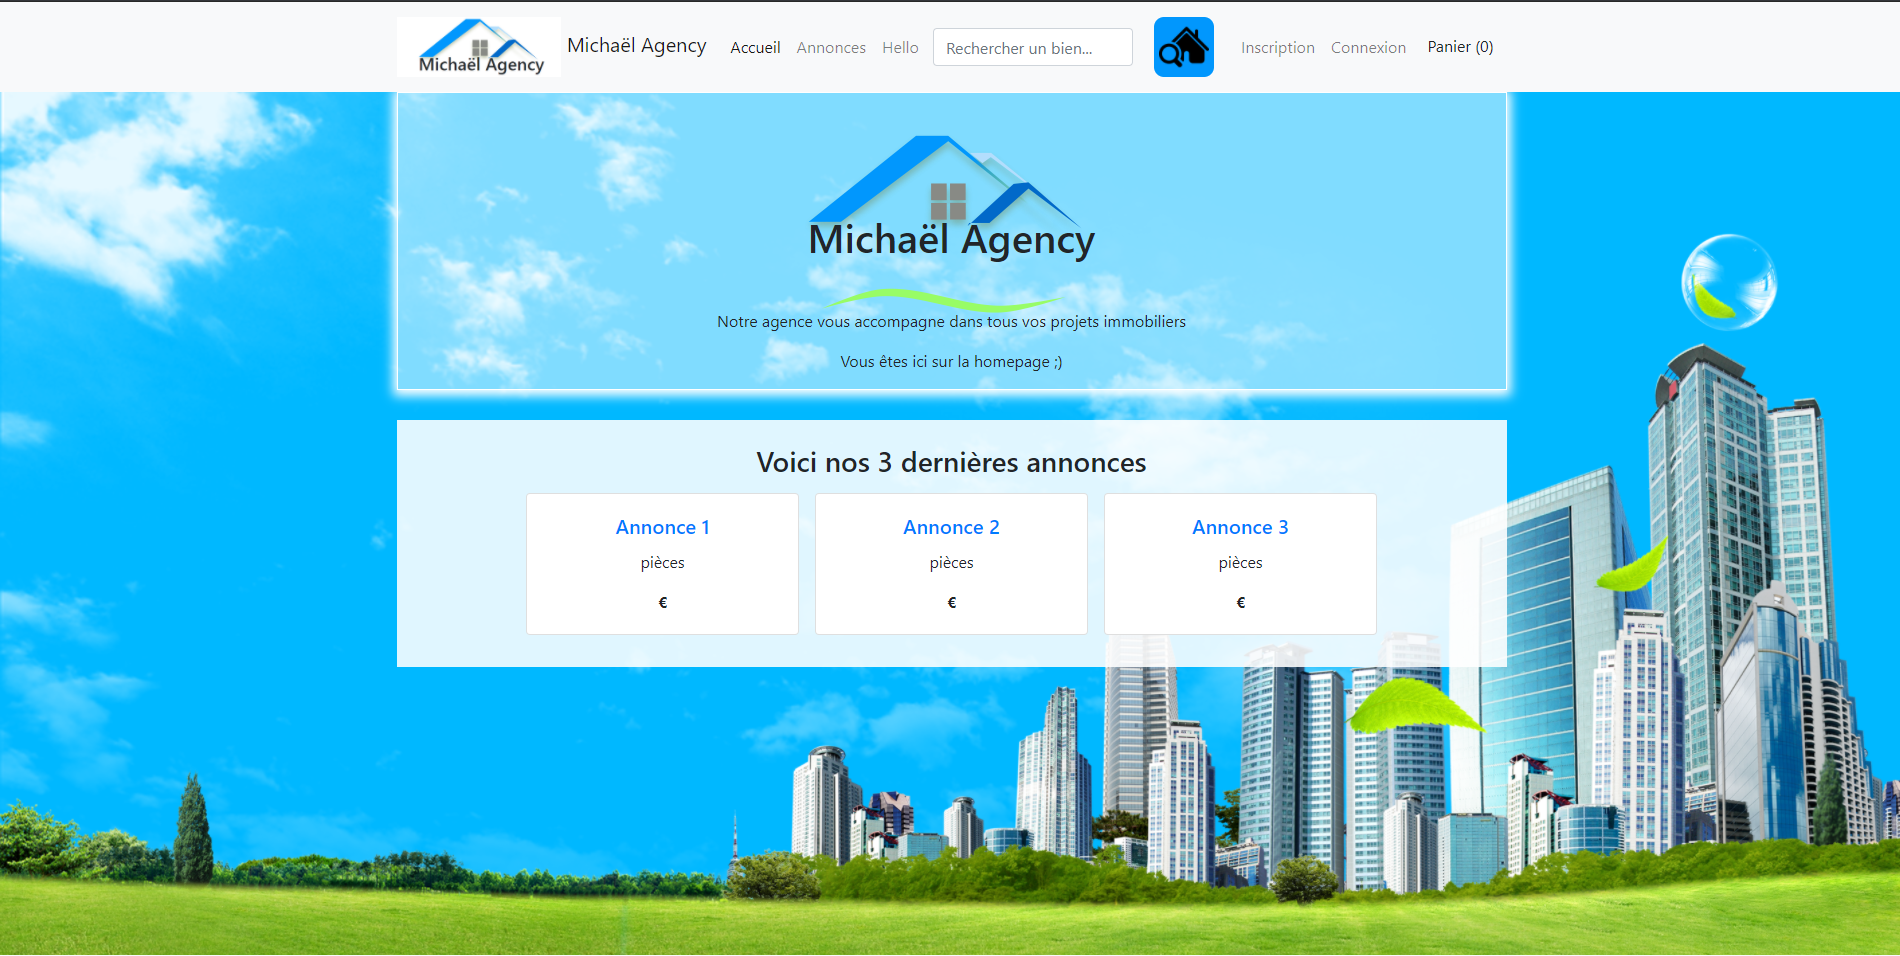 Michaël Agency
Michaël Agency Accueil Annonces Hello Rechercher un bien... Inscription Connexion Panier (0)
Michaël Agency
Notre agence vous accompagne dans tous vos projets immobiliers
Vous êtes ici sur la homepage ;)
Voici nos 3 dernières annonces
Annonce 1
pièces
€
Annonce 2
pièces
€
Annonce 3
pièces
€